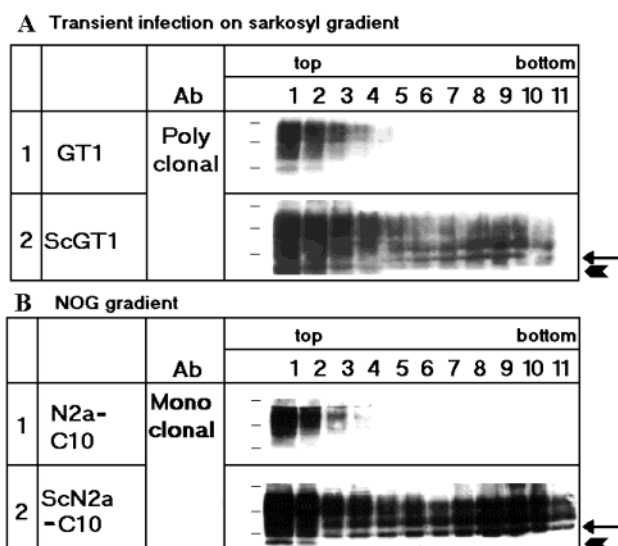 A Transient infection on sarkosyl gradient
top bottom
Ab 1 2 3 4 5 6 7 8 9 10 11
1 GT1 Poly
clonal
2 ScGT1
B NOG gradient
top bottom
Ab 1 2 3 4 5 6 7 8 9 10 11
1 N2a-
C10 Mono
clonal
2 ScN2a
-C10